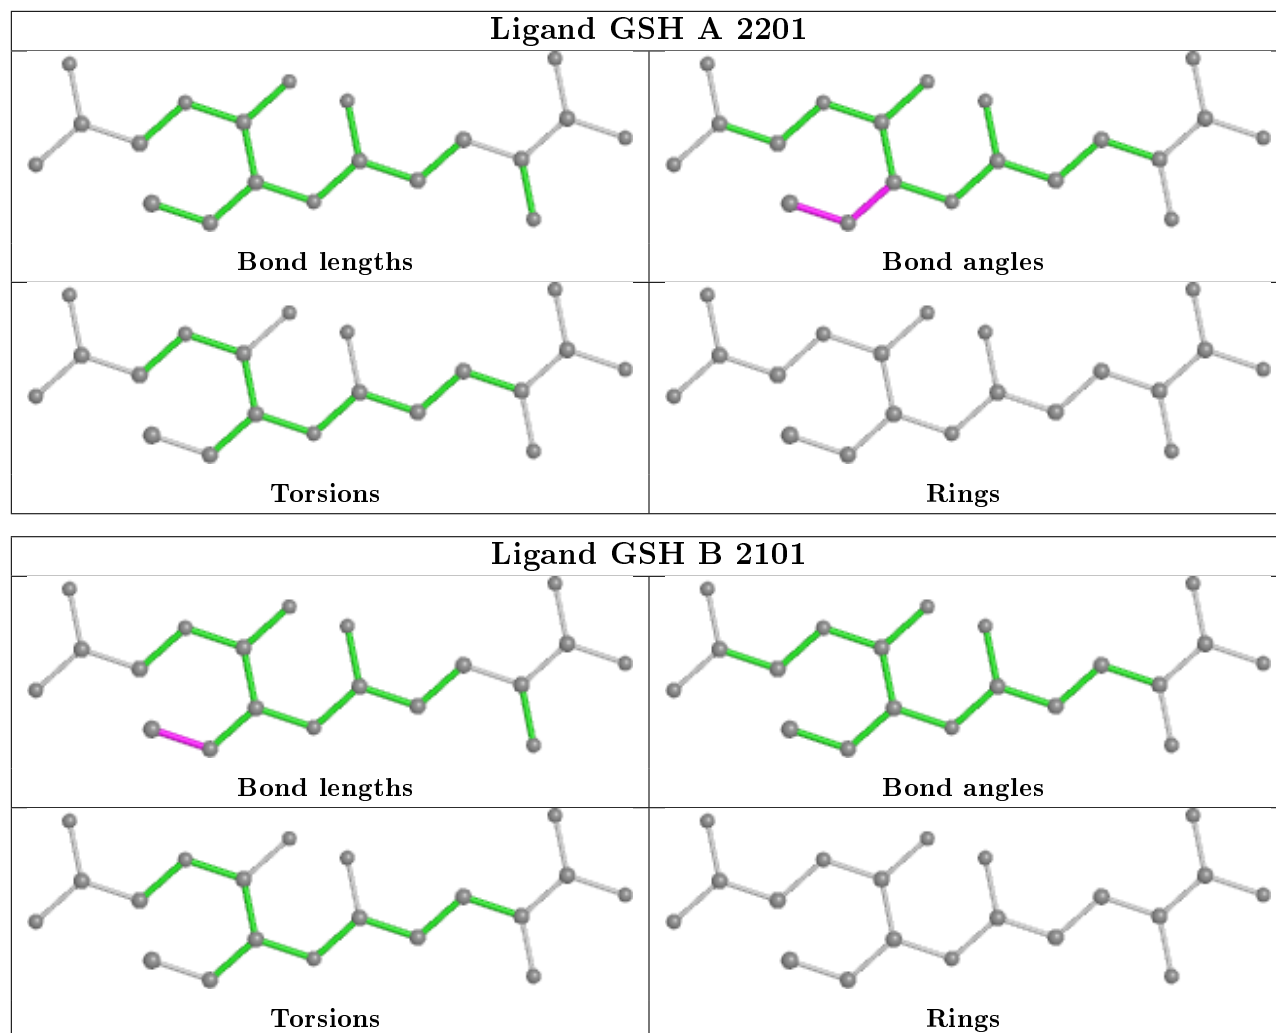 Ligand GSH A 2201
Bond lengths
Bond angles
Torsions
Rings
Ligand GSH B 2101
Bond lengths
Bond angles
Torsions
Rings